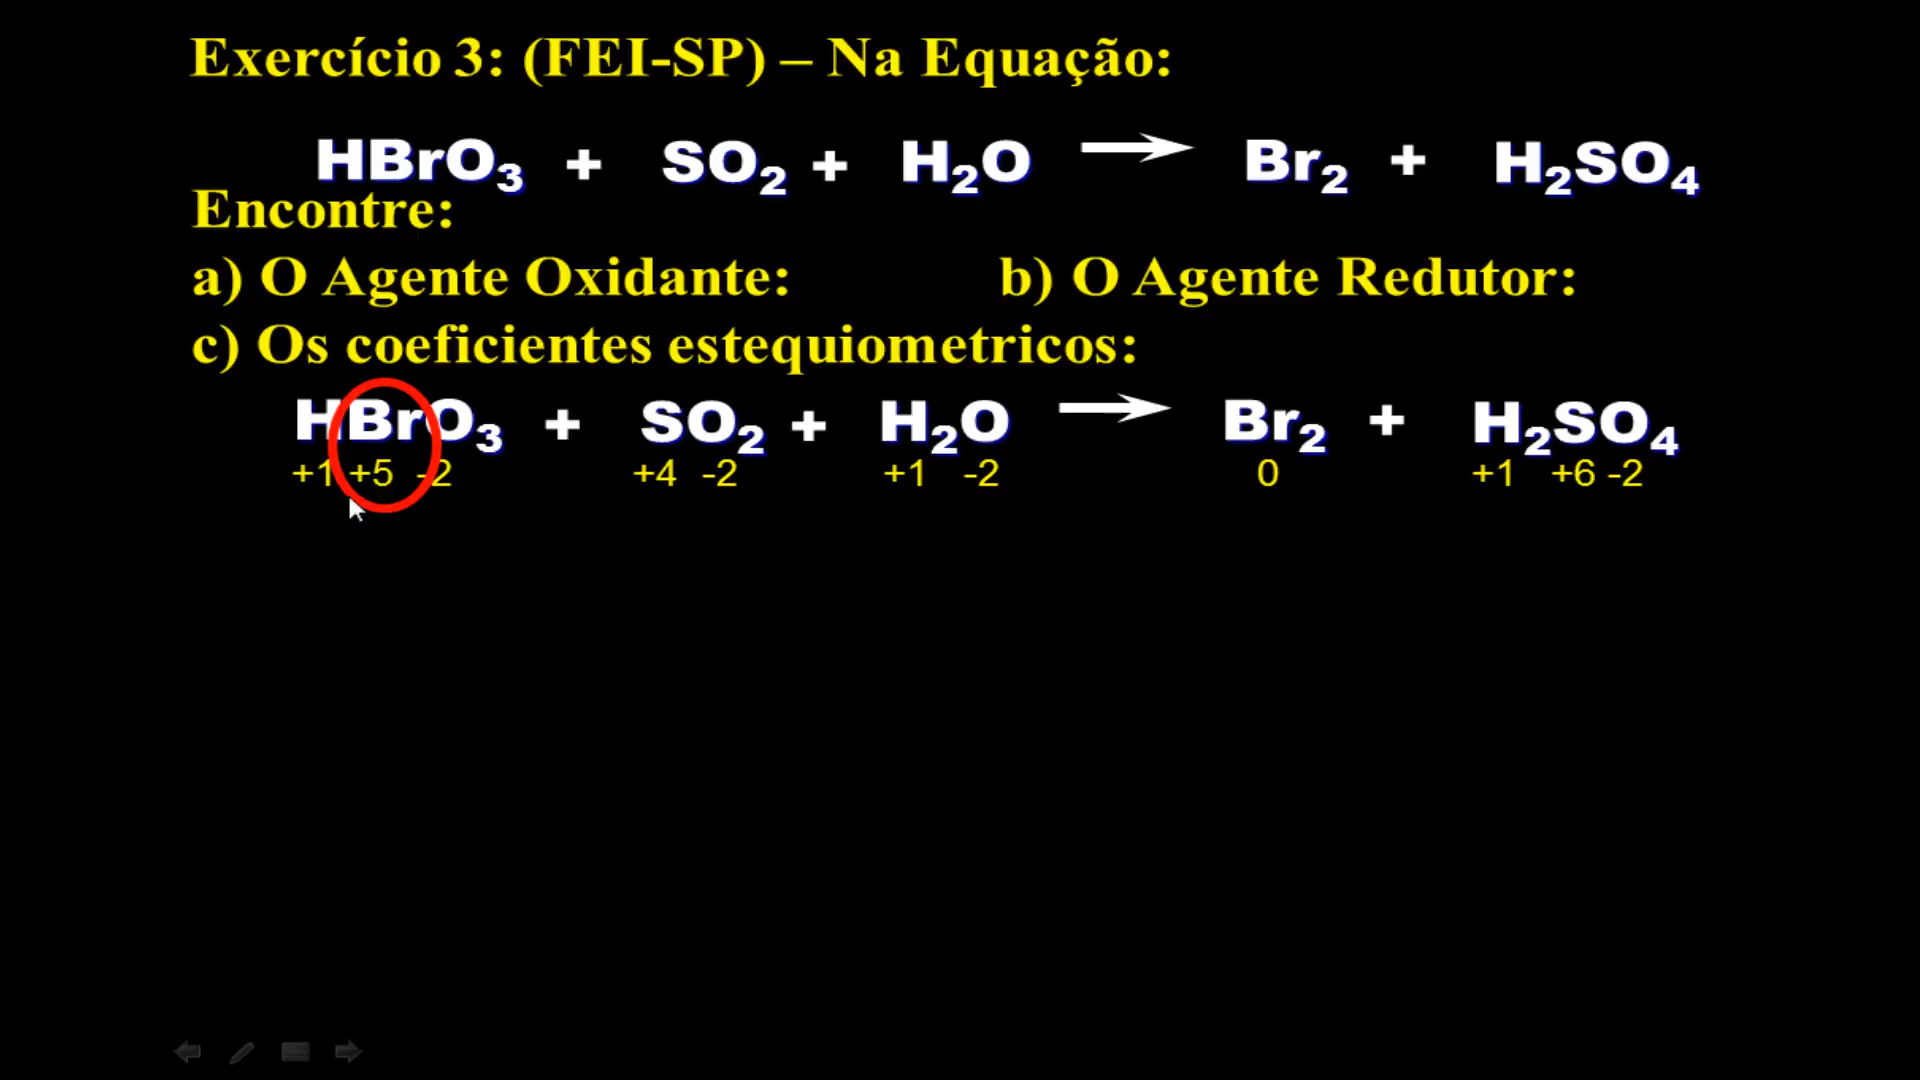 Exercício 3: (FEI-SP) – Na Equação:
HBrO₃ + SO₂ + H₂O → Br₂ + H₂SO₄
Encontre:
a) O Agente Oxidante: b) O Agente Redutor:
c) Os coeficientes estequiometricos:
HBrO₃ + SO₂ + H₂O → Br₂ + H₂SO₄
+1 +5 -2 +4 -2 +1 -2 0 +1 +6 -2